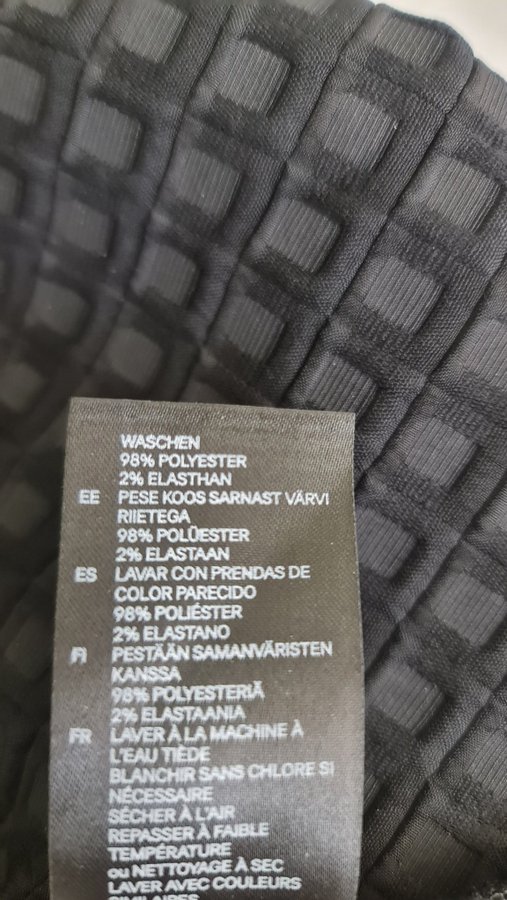 WASCHEN
98% POLYESTER
2% ELASTHAN
EE PESE KOOS SARNAST VÄRVI
RIIETEGA
98% POLÜESTER
2% ELASTAAN
ES LAVAR CON PRENDAS DE
COLOR PARECIDO
98% POLIÉSTER
2% ELASTANO
FI PESTÄÄN SAMANVÄRISTEN
KANSSA
98% POLYESTERIÄ
2% ELASTAANIA
FR LAVER À LA MACHINE À
L'EAU TIÈDE
BLANCHIR SANS CHLORE SI
NÉCESSAIRE
SÉCHER À L'AIR
REPASSER À FAIBLE
TEMPÉRATURE
OU NETTOYAGE À SEC
LAVER AVEC COULEURS
SIMILAIRES